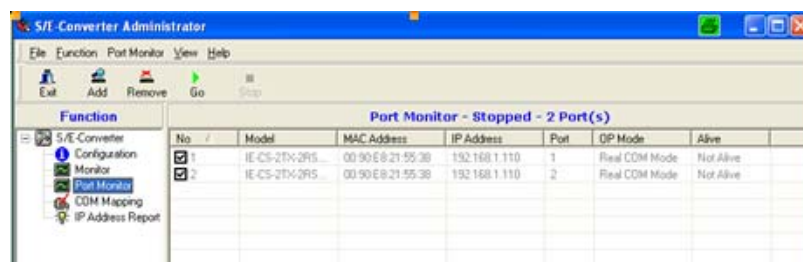 S/E-Converter Administrator
File Function Port Monitor View Help
Exit Add Remove Go Stop
Function
Port Monitor - Stopped - 2 Port(s)
No / Model MAC Address IP Address Port OP Mode Alive
1 IE-CS-2TX-2RS... 00:90:E8:21:55:38 192.168.1.110 1 Real COM Mode Not Alive
2 IE-CS-2TX-2RS... 00:90:E8:21:55:38 192.168.1.110 2 Real COM Mode Not Alive
S/E-Converter
Configuration
Monitor
Port Monitor
COM Mapping
IP Address Report